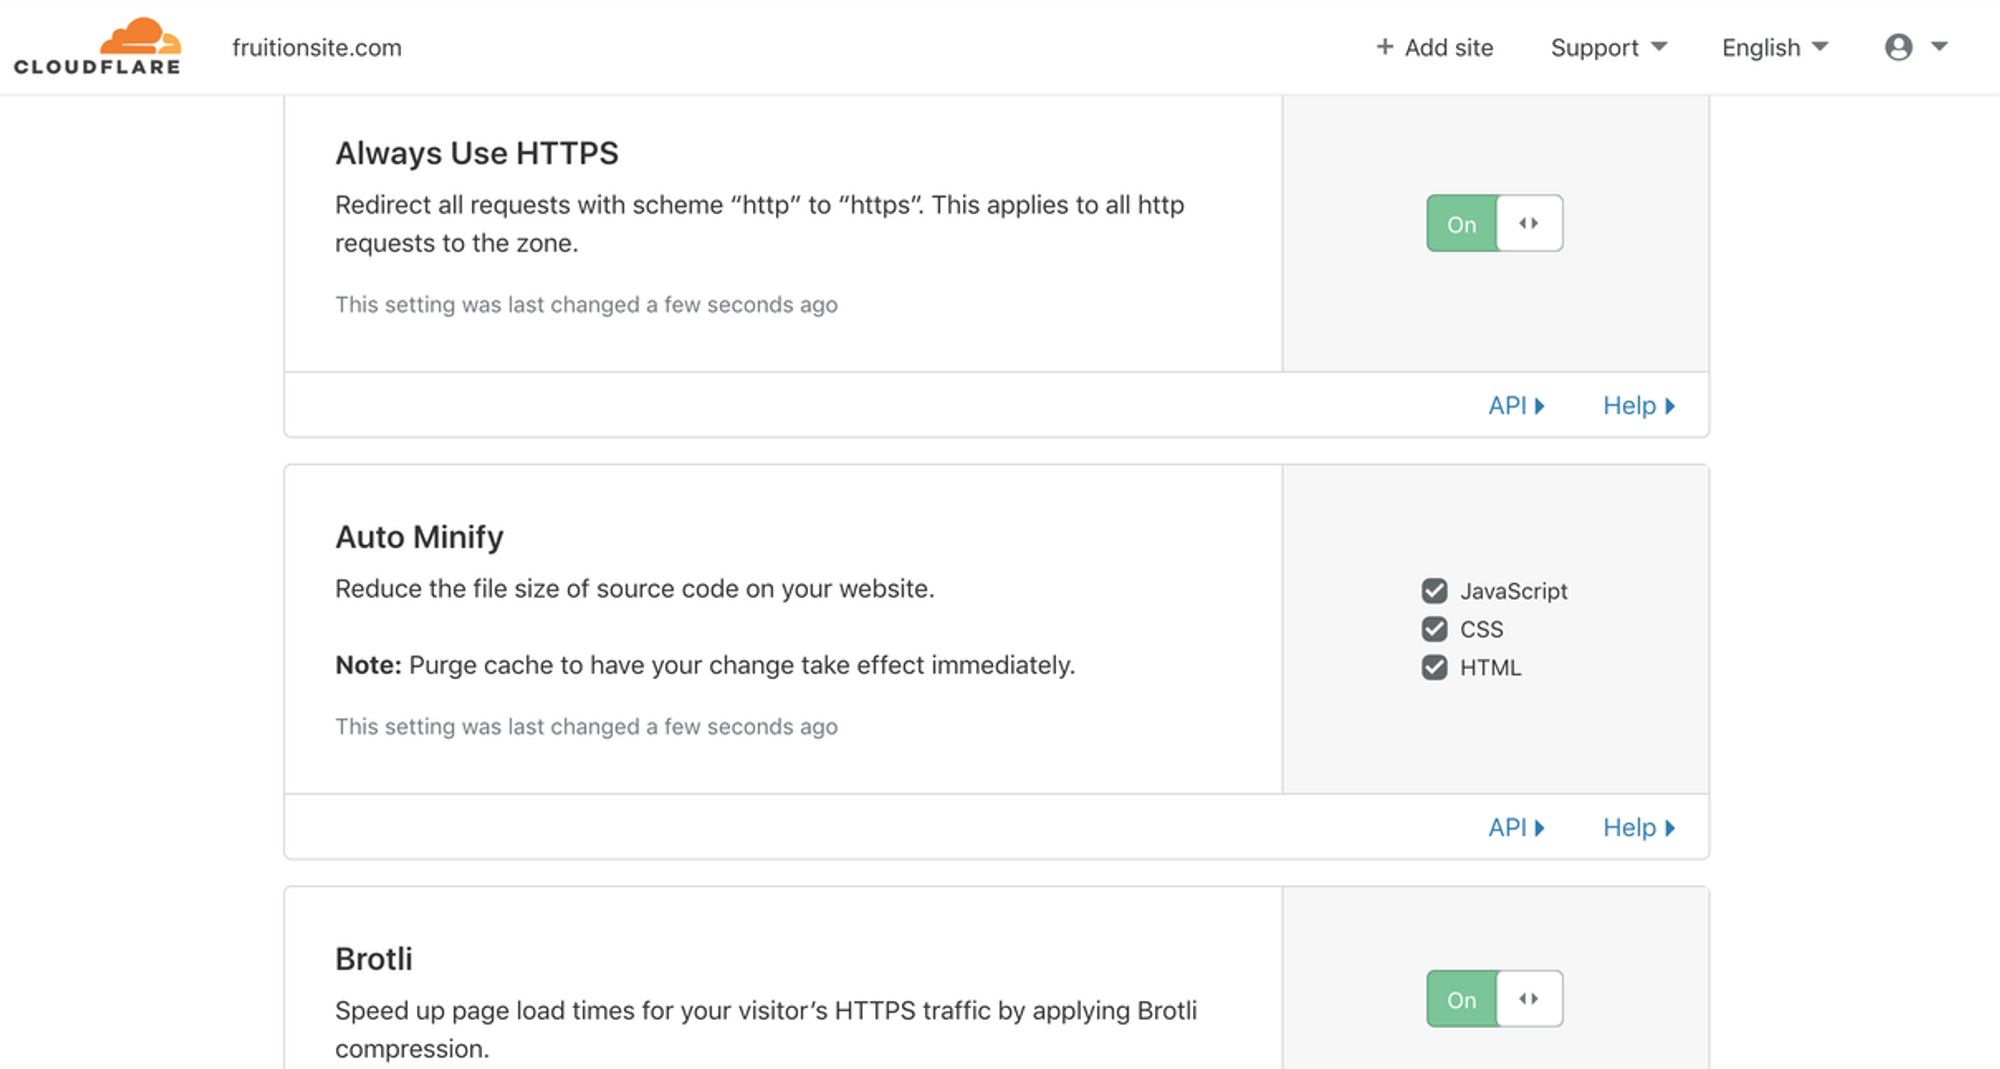 CLOUDFLARE
fruitionsite.com
+ Add site
Support
English
Always Use HTTPS
Redirect all requests with scheme “http” to “https”. This applies to all http
requests to the zone.
This setting was last changed a few seconds ago
On
API
Help
Auto Minify
Reduce the file size of source code on your website.
Note: Purge cache to have your change take effect immediately.
This setting was last changed a few seconds ago
JavaScript
CSS
HTML
API
Help
Brotli
Speed up page load times for your visitor’s HTTPS traffic by applying Brotli
compression.
On